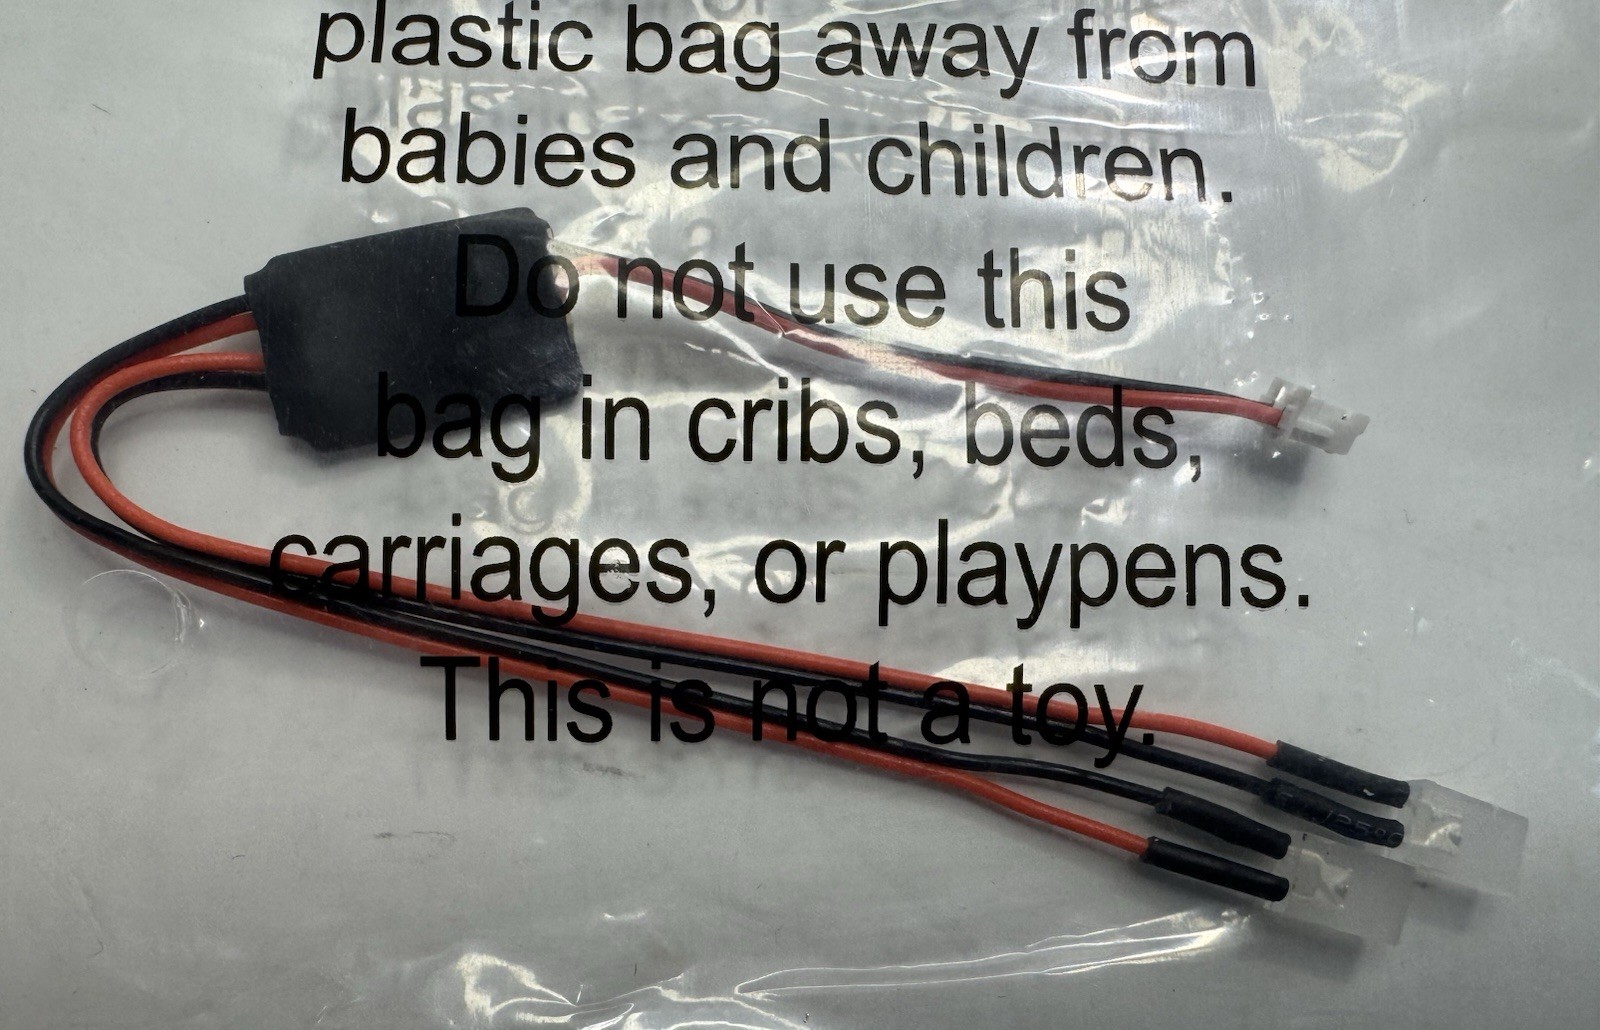 plastic bag away from
babies and children.
Do not use this
bag in cribs, beds,
carriages, or playpens.
This is not a toy.